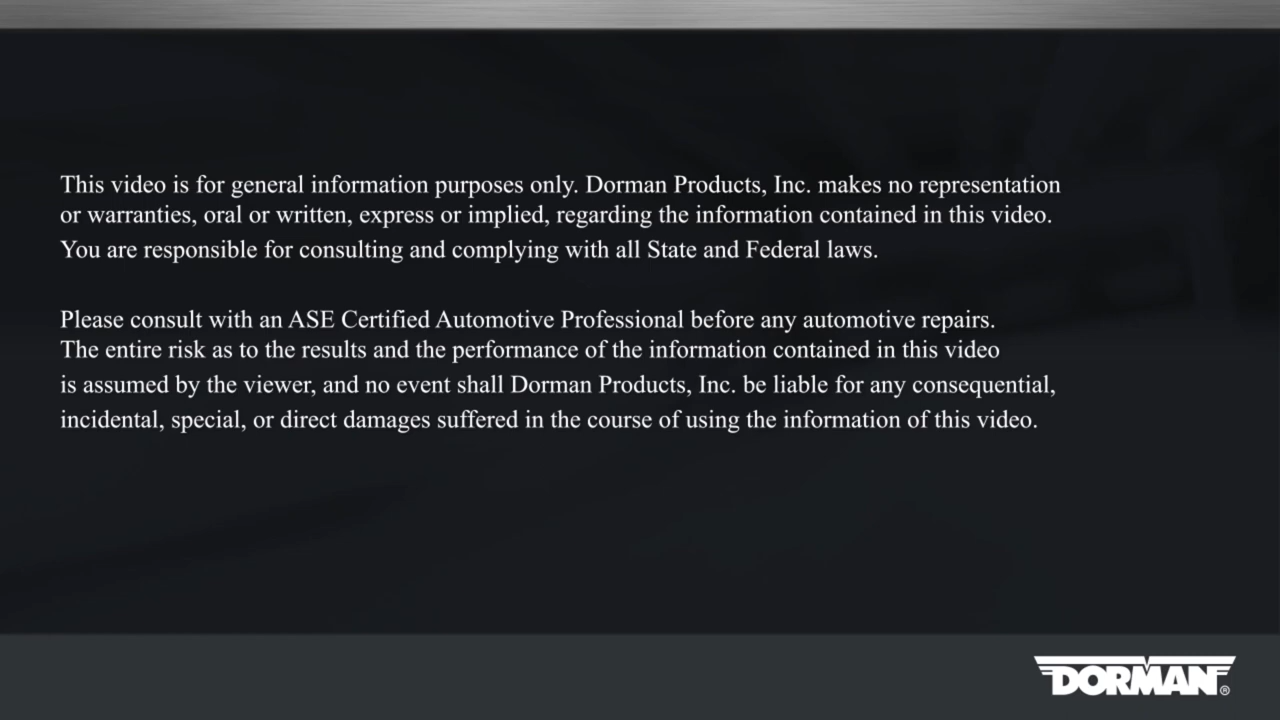 This video is for general information purposes only. Dorman Products, Inc. makes no representation
or warranties, oral or written, express or implied, regarding the information contained in this video.
You are responsible for consulting and complying with all State and Federal laws.
Please consult with an ASE Certified Automotive Professional before any automotive repairs.
The entire risk as to the results and the performance of the information contained in this video
is assumed by the viewer, and no event shall Dorman Products, Inc. be liable for any consequential,
incidental, special, or direct damages suffered in the course of using the information of this video.
DORMAN®